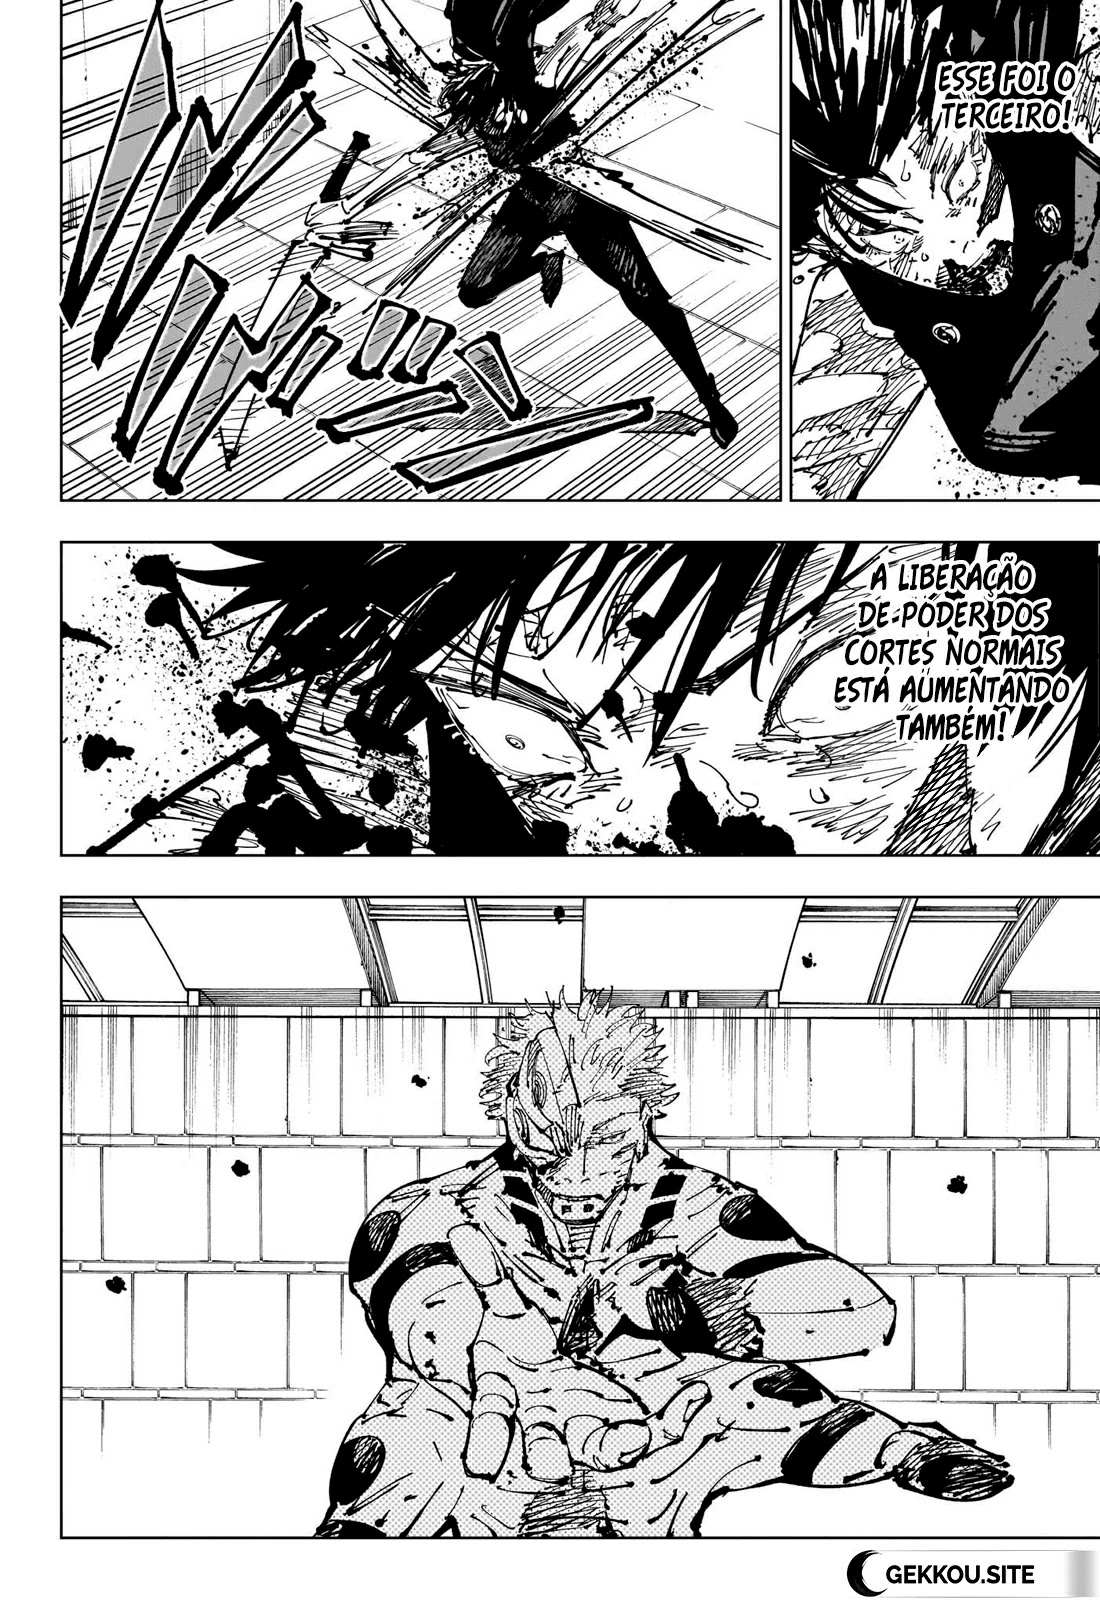 ESSE FOI O
TERCEIRO!
A LIBERAÇÃO
DE PODER DOS
CORTES NORMAIS
ESTÁ AUMENTANDO
TAMBÉM!
GEKKOU.SITE